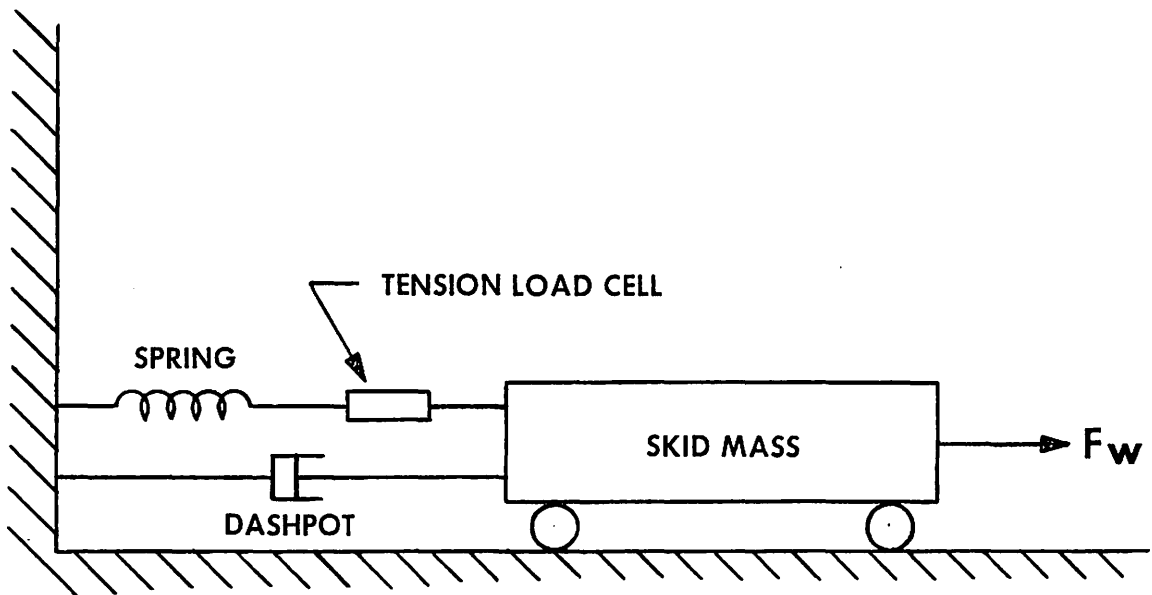 TENSION LOAD CELL
SPRING
SKID MASS
Fw
DASHPOT